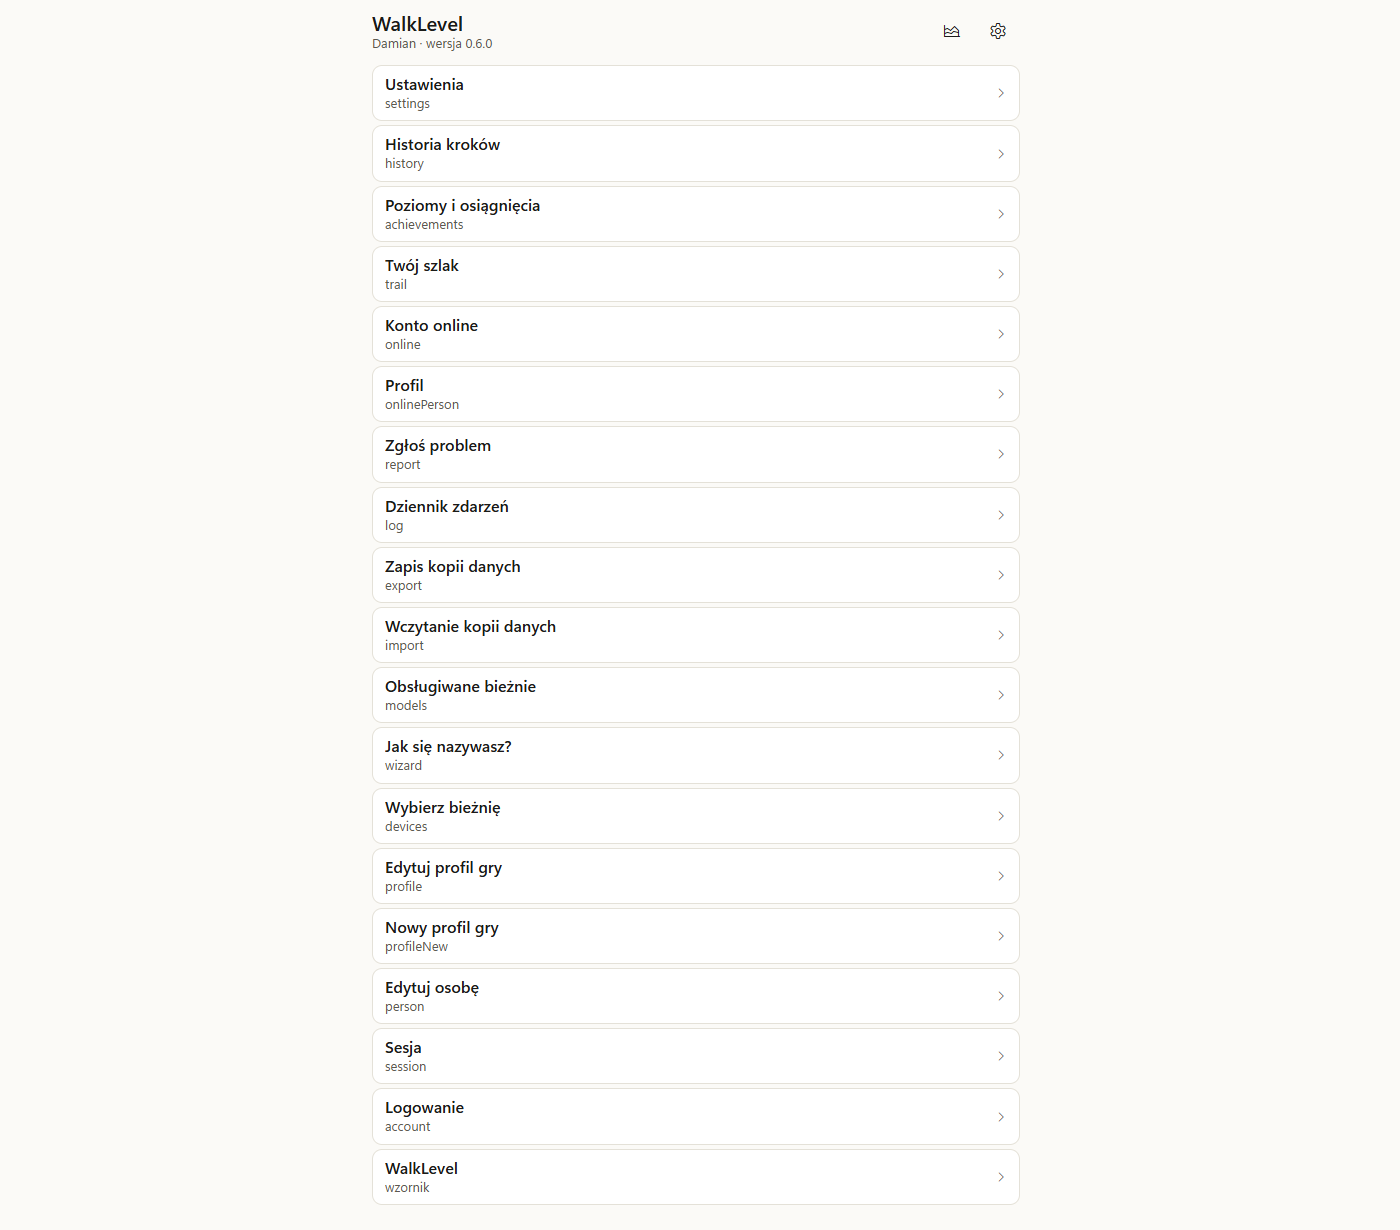 WalkLevel
Damian · wersja 0.6.0
Ustawienia
settings
Historia kroków
history
Poziomy i osiągnięcia
achievements
Twój szlak
trail
Konto online
online
Profil
onlinePerson
Zgłoś problem
report
Dziennik zdarzeń
log
Zapis kopii danych
export
Wczytanie kopii danych
import
Obsługiwane bieżnie
models
Jak się nazywasz?
wizard
Wybierz bieżnię
devices
Edytuj profil gry
profile
Nowy profil gry
profileNew
Edytuj osobę
person
Sesja
session
Logowanie
account
WalkLevel
wzornik